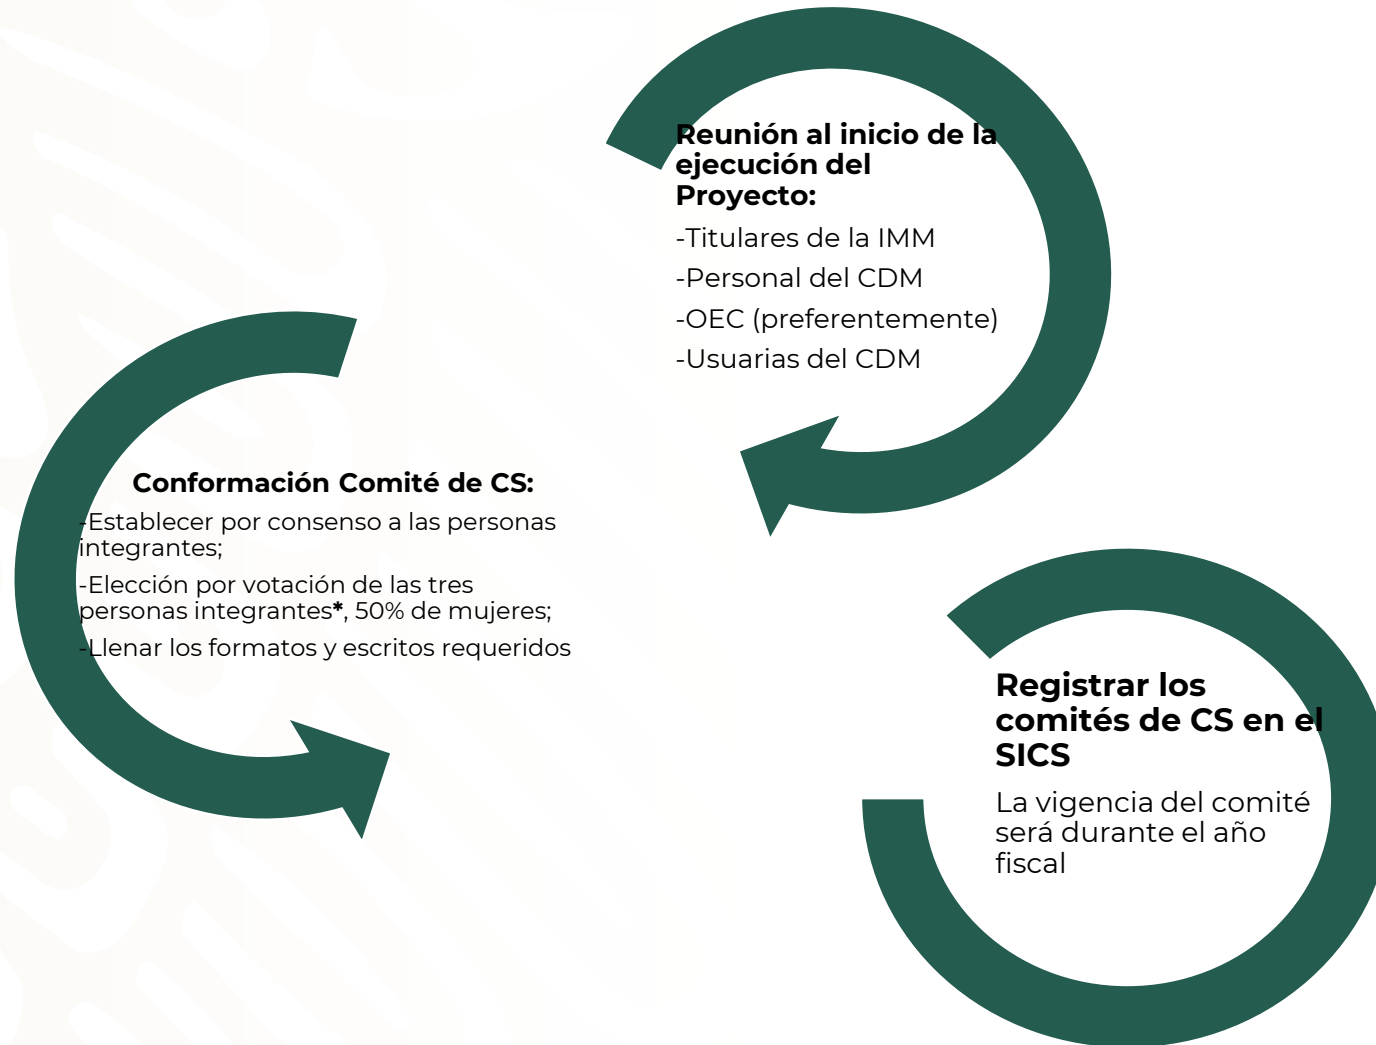 Reunión al inicio de la
ejecución del
Proyecto:
-Titulares de la IMM
-Personal del CDM
-OEC (preferentemente)
-Usuarias del CDM
Conformación Comité de CS:
-Establecer por consenso a las personas
integrantes;
-Elección por votación de las tres
personas integrantes*, 50% de mujeres;
-Llenar los formatos y escritos requeridos
Registrar los
comités de CS en el
SICS
La vigencia del comité
será durante el año
fiscal